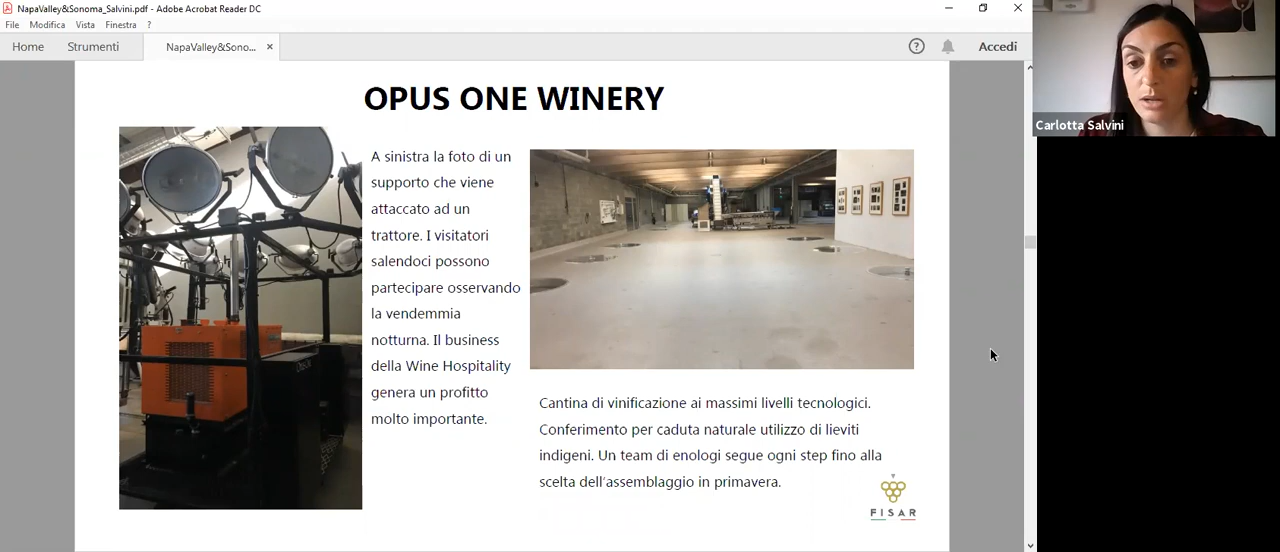 NapaValley&Sonoma_Salvini.pdf - Adobe Acrobat Reader DC
File Modifica Vista Finestra ?
Home Strumenti NapaValley&Sono... × ? Accedi
OPUS ONE WINERY
A sinistra la foto di un
supporto che viene
attaccato ad un
trattore. I visitatori
salendoci possono
partecipare osservando
la vendemmia
notturna. Il business
della Wine Hospitality
genera un profitto
molto importante.
Cantina di vinificazione ai massimi livelli tecnologici.
Conferimento per caduta naturale utilizzo di lieviti
indigeni. Un team di enologi segue ogni step fino alla
scelta dell'assemblaggio in primavera.
FISAR
Carlotta Salvini